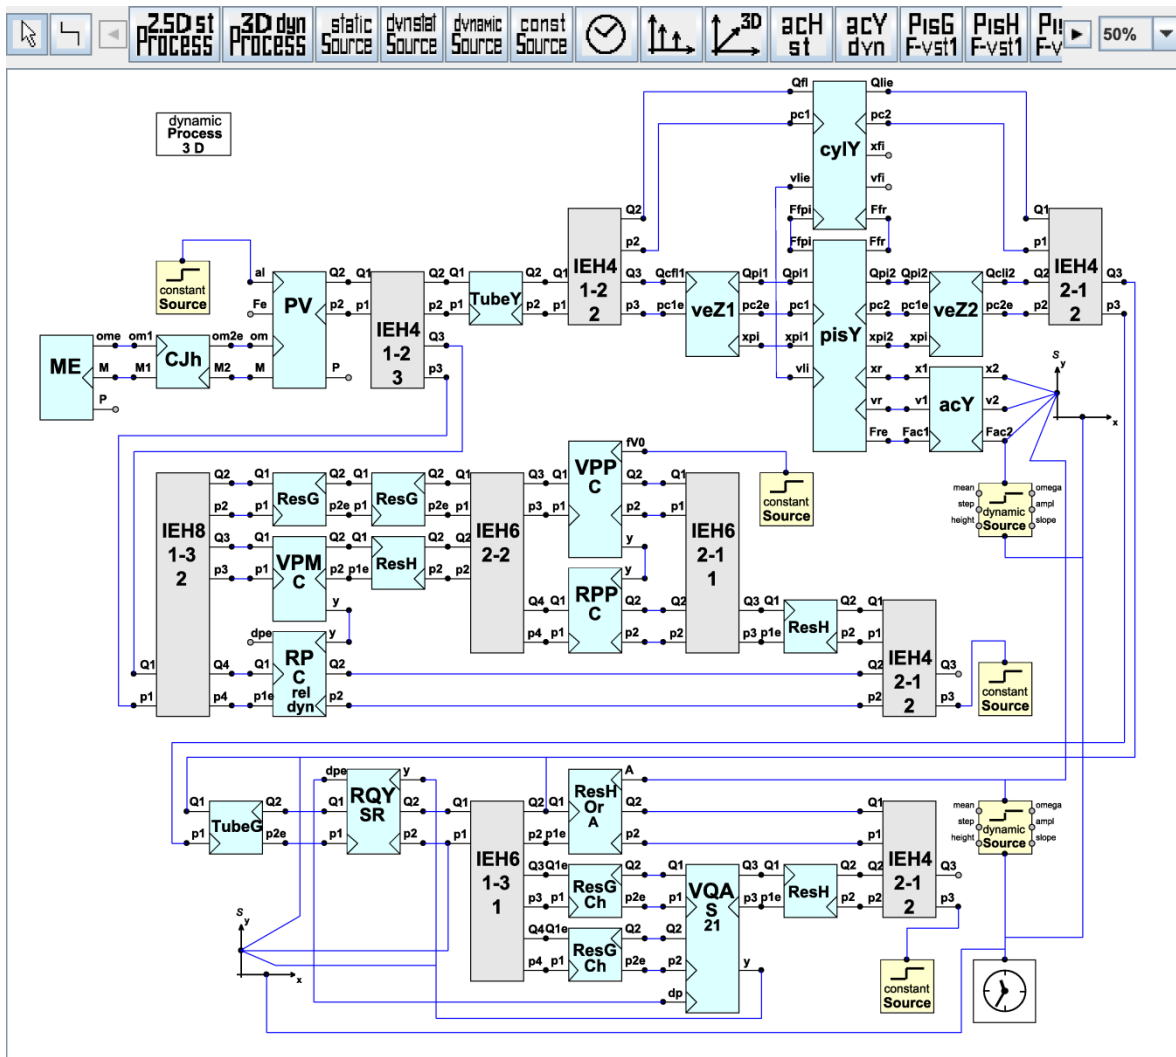 2.5D st Process 3D dyn Process static Source dvnstat Source dvnamic Source const Source 3D acH st acY dvn PisG F-vst1 PisH F-vst1 50%
dynamic
Process
3 D
Qfl Qlie
pc1 pc2
cylY
xfi
vlie vfi
Ffpi Ffr
Q2 Q1
p2 p1
Ffpi Ffr
constant
Source
al Q2 Q1 Q2 Q1 Q2 Q1 IEH4 Q3 Qcfl1 Qpi1 Qpi1 Qpi2 Qpi2 Qcli2 Q2 IEH4 Q3
Fe PV p2 p1 IEH4 p2 p1 TubeY p2 p1 1-2 p3 pc1e veZ1 pc2e pc1 pc2 pc1e veZ2 pc2e p2 2-1 p3
2 2
ome om1 om2e om 1-2 Q3 xpi xpi1 pisY xpi2 xpi
ME CJh
M M1 M2 M P 3 p3 vli xr x1 x2
P
vr v1 acY v2
Fre Fac1 Fac2
S y
x
Q2 Q1 Q2 Q1 Q2 Q1 Q3 Q1 VPP fV0 Q1
ResG ResG C Q2
constant
Source
mean omega
step dynamic ampl
height Source slope
p2 p1 p2e p1 p2e p1 p3 p1 p2 p1
IEH8 IEH6 IEH6
1-3 2-2 2-1
2 1
Q3 Q1 VPM Q2 Q1 Q2 Q2 y
p3 p1 C p2 p1e ResH p2 p2 y
y Q4 Q1 RPP Q2 Q2 Q3 Q1 Q2 Q1
p4 p1 C p2 p2 p3 p1e ResH p2 p1
dpe y
Q1 Q4 Q1 RP Q2 Q2 IEH4 Q3
C 2-1
p1 p4 p1e rel p2 p2 2 p3
dyn
constant
Source
dpe y A
Q1 Q2 Q1 RQY Q2 Q1 Q2 Q1 ResH Q2 Q1
TubeG SR Or
p1 p2e p1 p2 p1 p2 p1e A p2 p1
mean omega
step dynamic ampl
height Source slope
IEH6 IEH4
1-3 2-1
1 2
Q3 Q1e ResG Q2 Q1 VQA Q3 Q1 Q2 Q2 Q3
p3 p1 Ch p2e p1 S p3 p1e ResH p2 p2 p3
21
Q4 Q1e Q2 Q2
ResG
p4 p1 Ch p2e p2 y
dp
S y
x
constant
Source